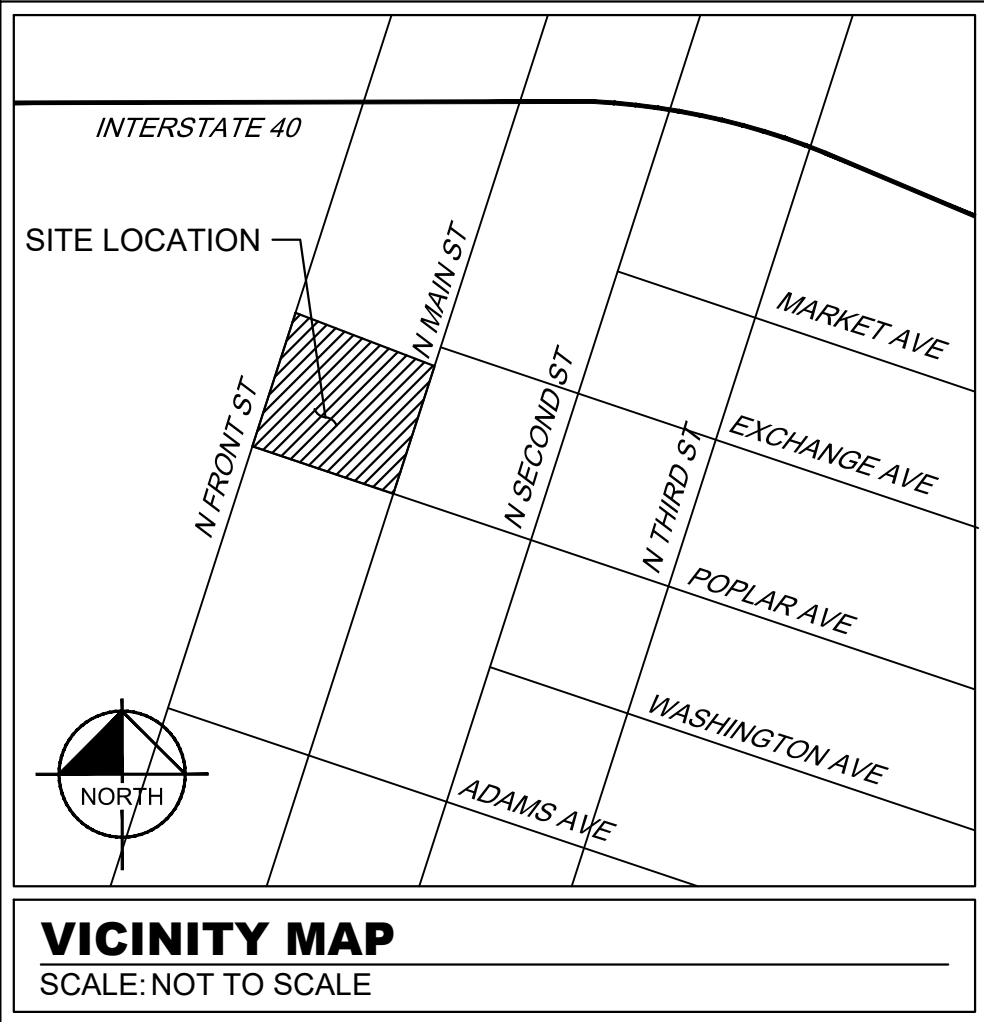 INTERSTATE 40
SITE LOCATION
N MAIN ST
MARKET AVE
N FRONT ST
N SECOND ST
N THIRD ST
EXCHANGE AVE
POPLAR AVE
WASHINGTON AVE
ADAMS AVE
NORTH
VICINITY MAP
SCALE: NOT TO SCALE